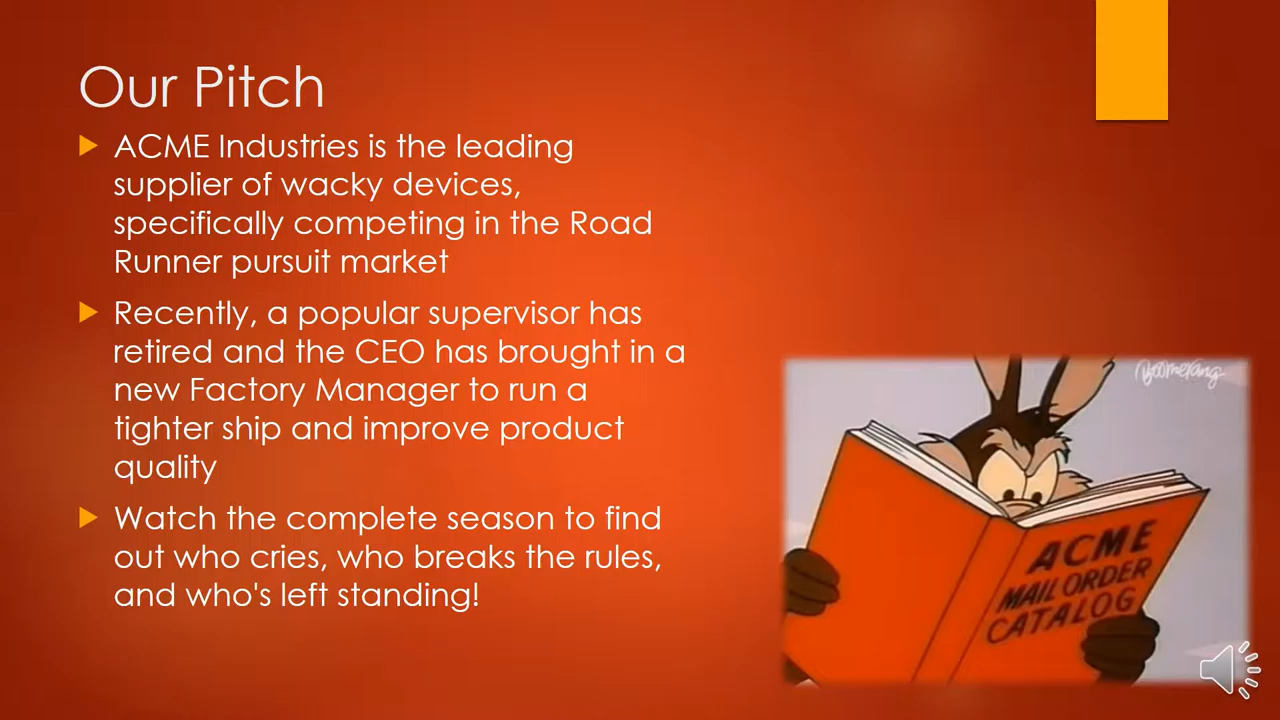 Our Pitch
ACME Industries is the leading
supplier of wacky devices,
specifically competing in the Road
Runner pursuit market
Recently, a popular supervisor has
retired and the CEO has brought in a
new Factory Manager to run a
tighter ship and improve product
quality
Watch the complete season to find
out who cries, who breaks the rules,
and who's left standing!
Boomerang
ACME
MAIL ORDER
CATALOG